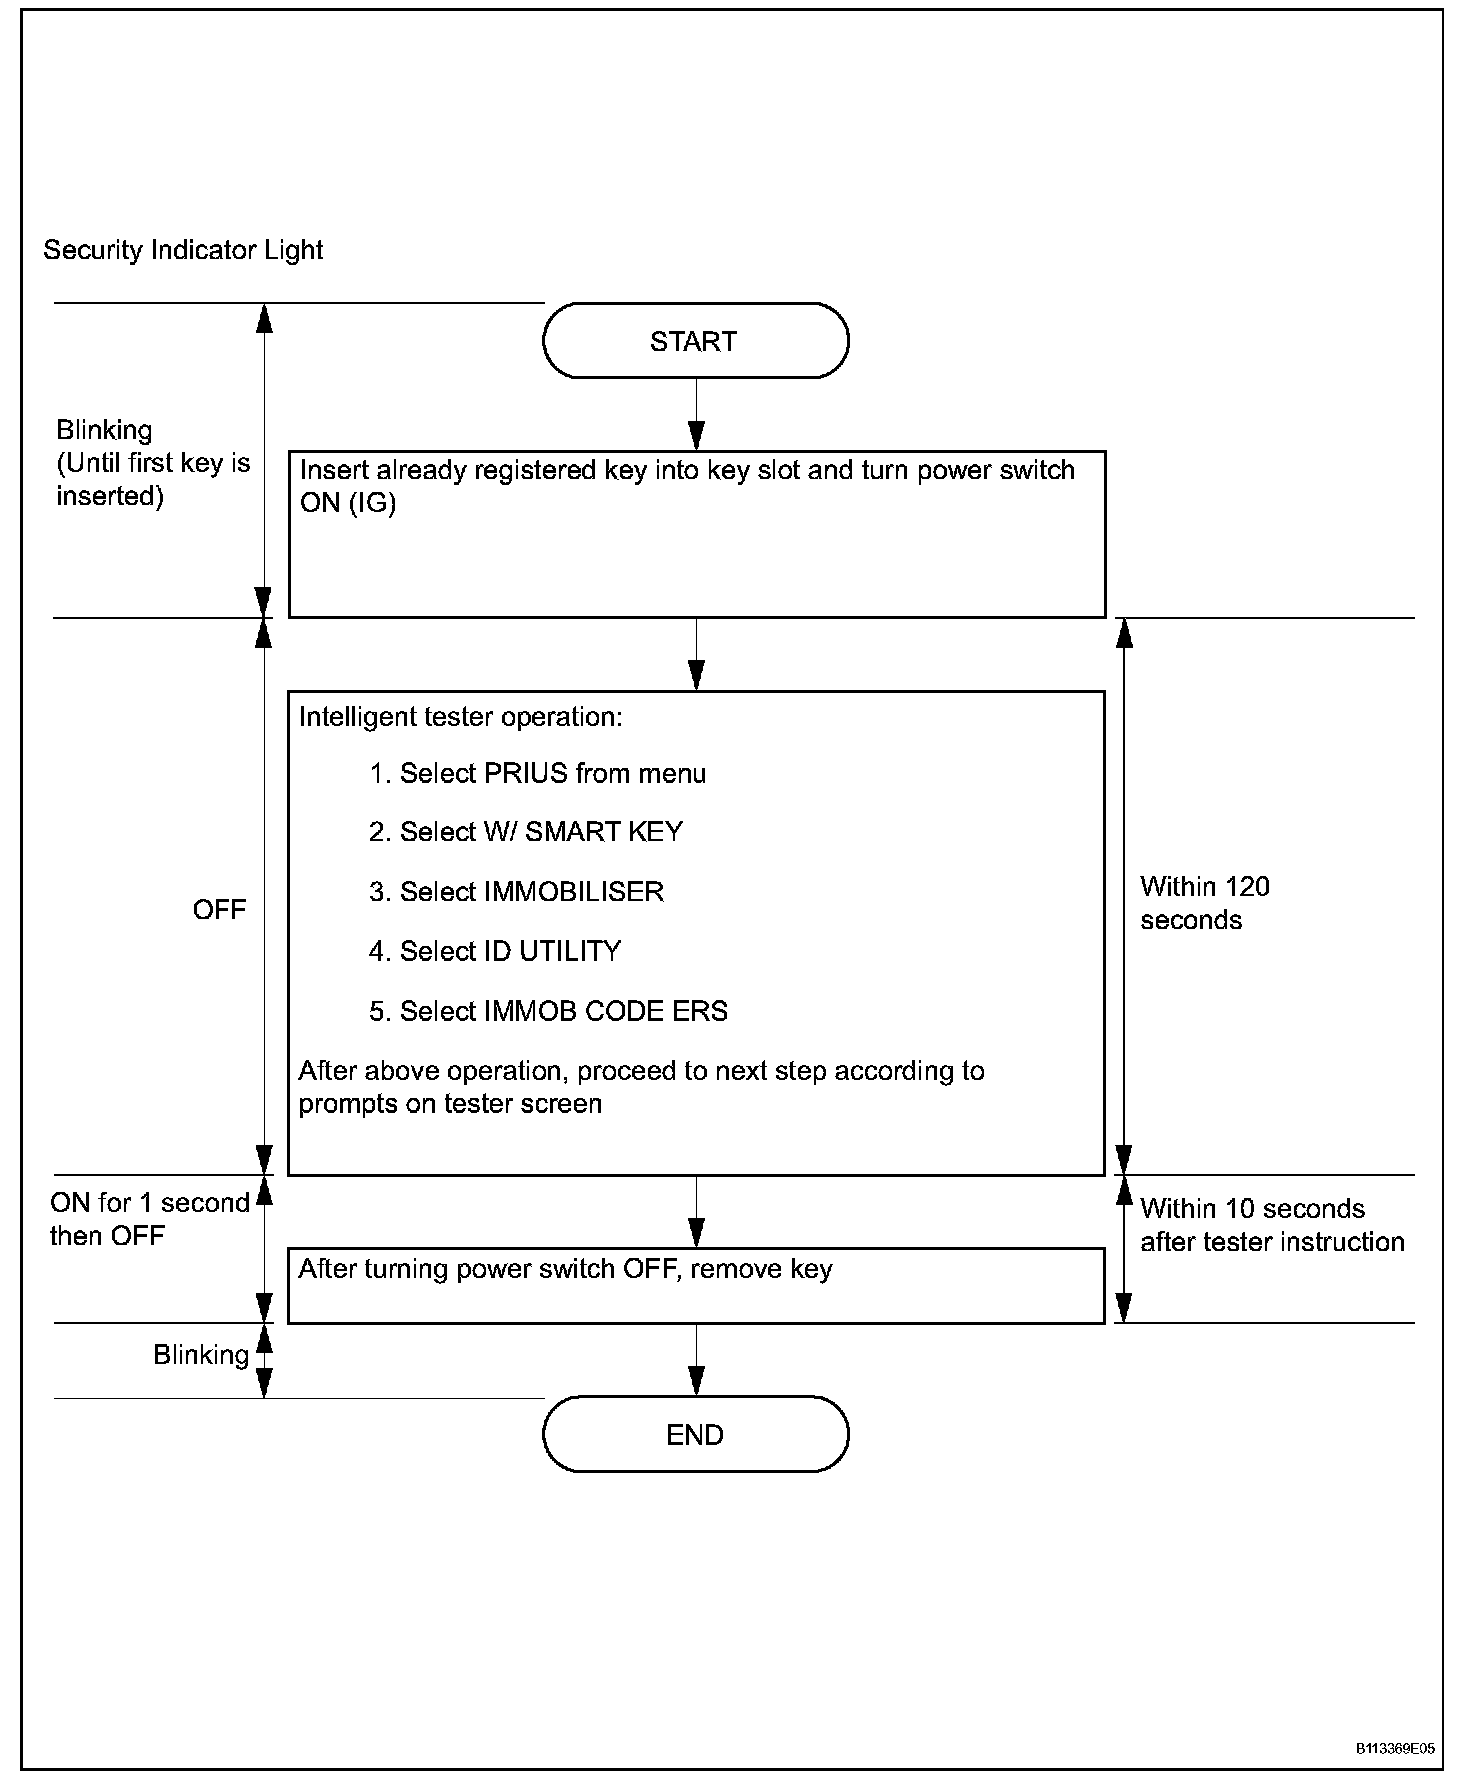 Security Indicator Light
START
Blinking
(Until first key is
inserted)
Insert already registered key into key slot and turn power switch
ON (IG)
Intelligent tester operation:
1. Select PRIUS from menu
2. Select W/ SMART KEY
3. Select IMMOBILISER
4. Select ID UTILITY
5. Select IMMOB CODE ERS
After above operation, proceed to next step according to
prompts on tester screen
OFF
Within 120
seconds
ON for 1 second
then OFF
After turning power switch OFF, remove key
Within 10 seconds
after tester instruction
Blinking
END
B113369E05